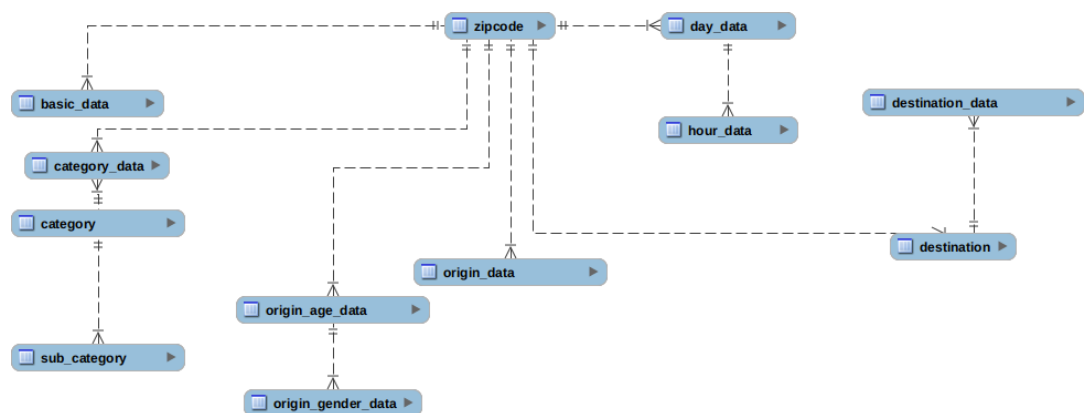 zipcode
day_data
basic_data
destination_data
hour_data
category_data
category
destination
origin_data
origin_age_data
sub_category
origin_gender_data